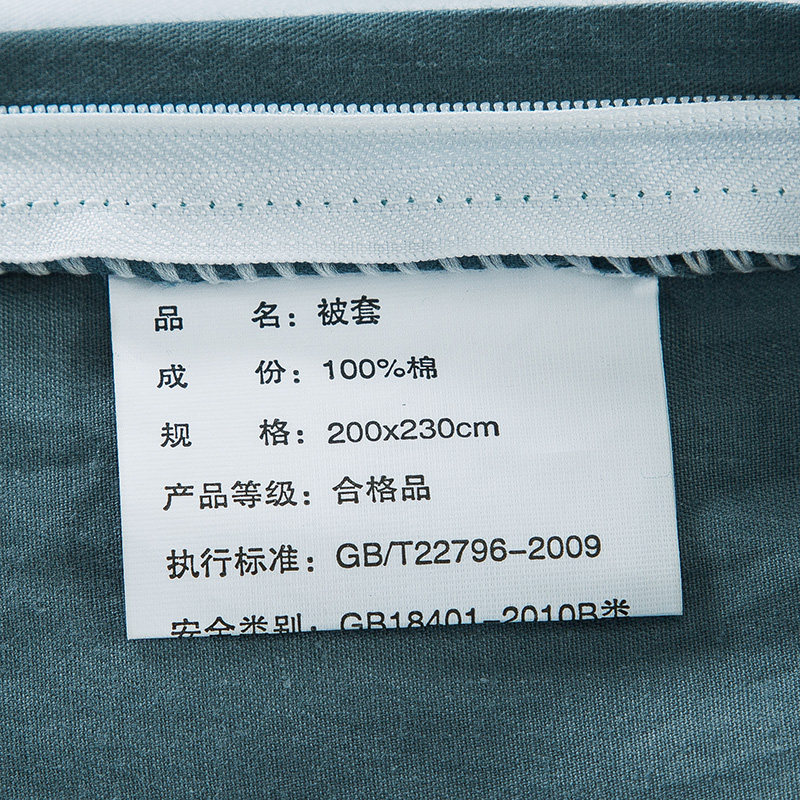 品 名：被套
成 份：100%棉
规 格：200x230cm
产品等级：合格品
执行标准：GB/T22796-2009
安全类别：GB18401-2010B类